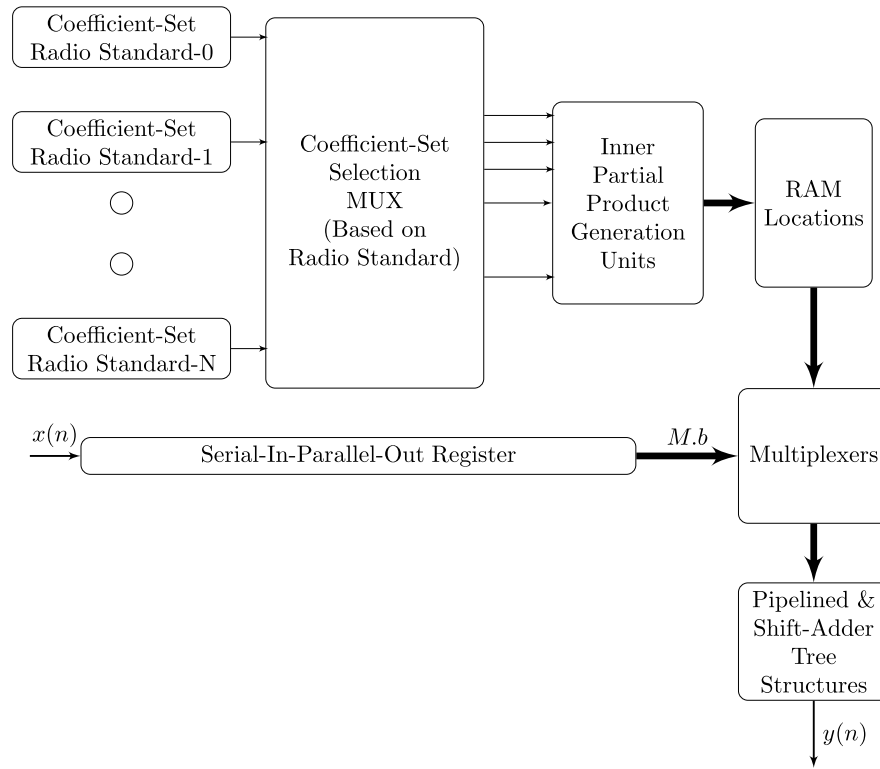 Coefficient-Set
Radio Standard-0
Coefficient-Set
Radio Standard-1
Coefficient-Set
Radio Standard-N
Coefficient-Set
Selection
MUX
(Based on
Radio Standard)
Inner
Partial
Product
Generation
Units
RAM
Locations
x(n)
Serial-In-Parallel-Out Register
M.b
Multiplexers
Pipelined &
Shift-Adder
Tree
Structures
y(n)